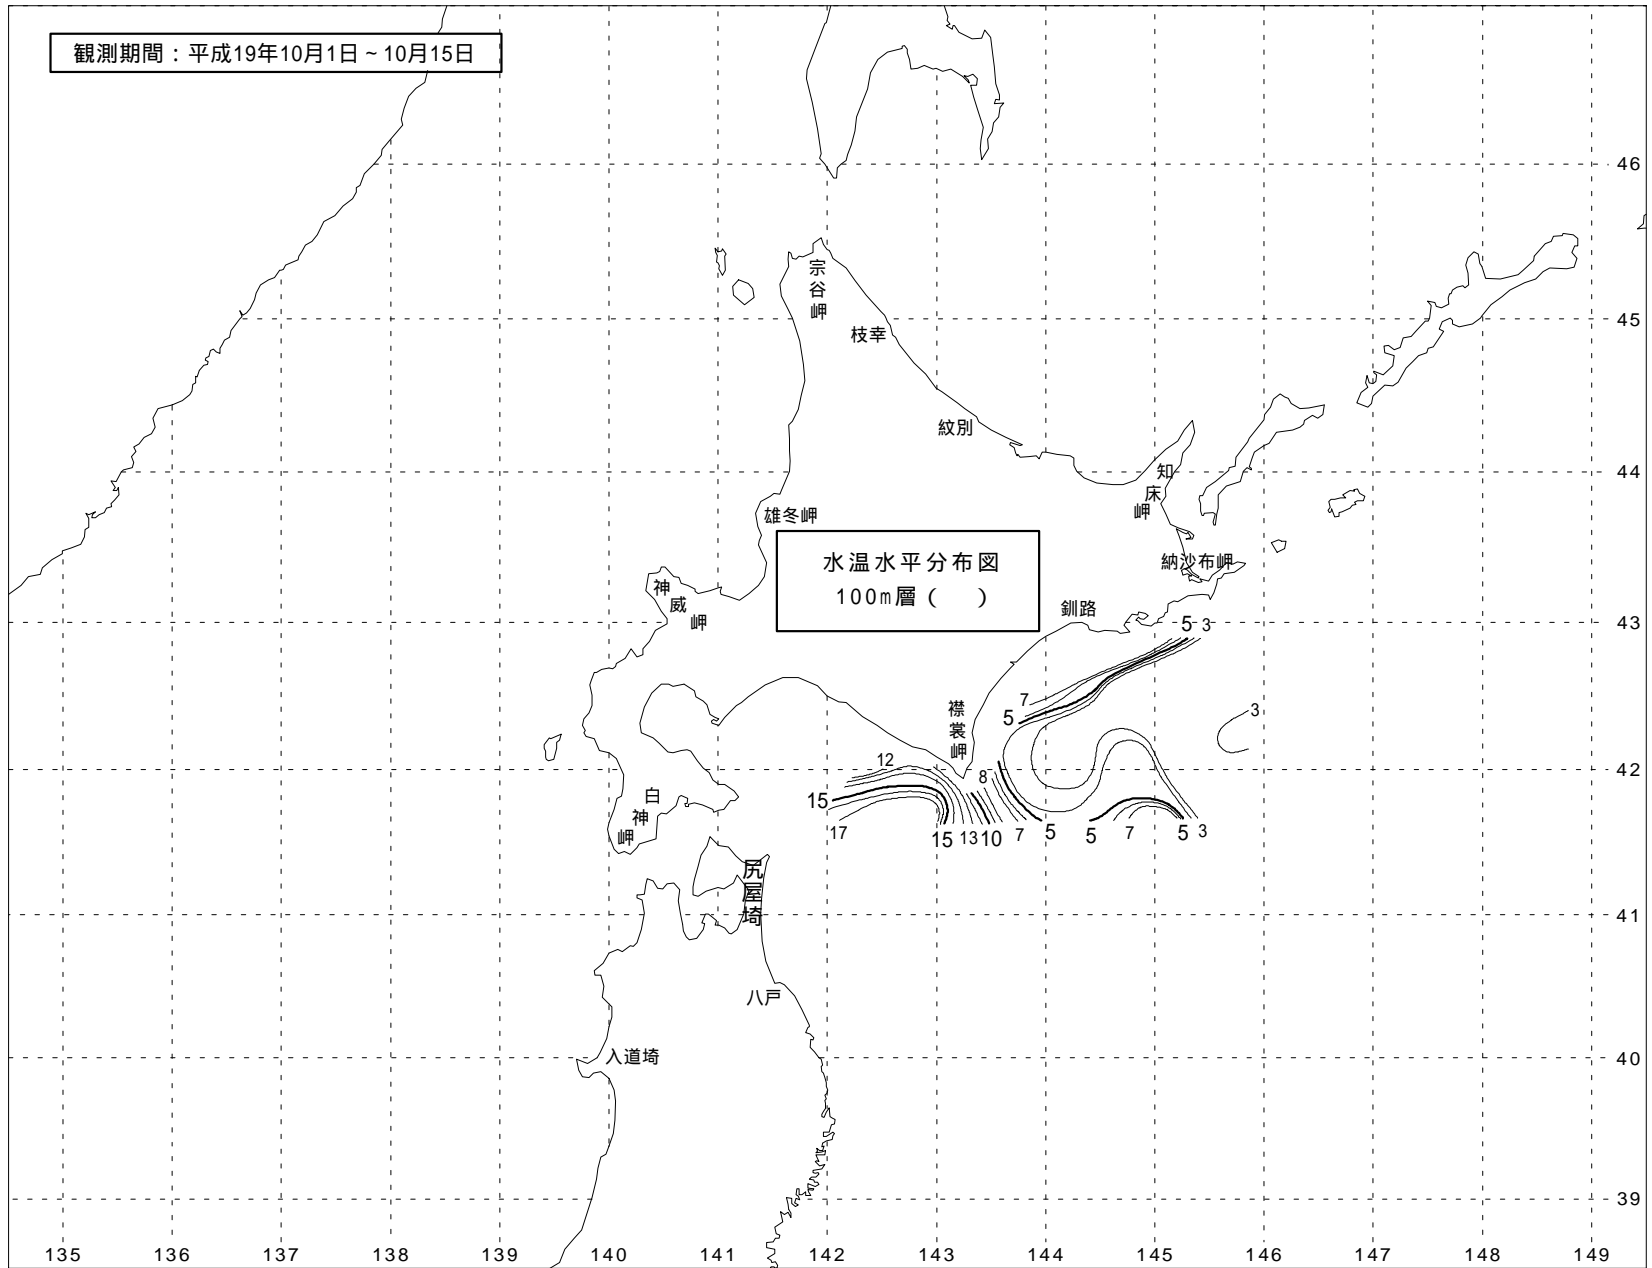 観測期間：平成19年10月1日～10月15日
46
宗谷岬
45
枝幸
紋別
44
知床岬
雄冬岬
水温水平分布図
100m層（　）
納沙布岬
神威岬
釧路
43
5 3
7
5
襟裳岬
3
42
12
8
15
17
15 13 10 7 5 5 7 5 3
白神岬
尻屋埼
41
八戸
入道埼
40
39
135 136 137 138 139 140 141 142 143 144 145 146 147 148 149